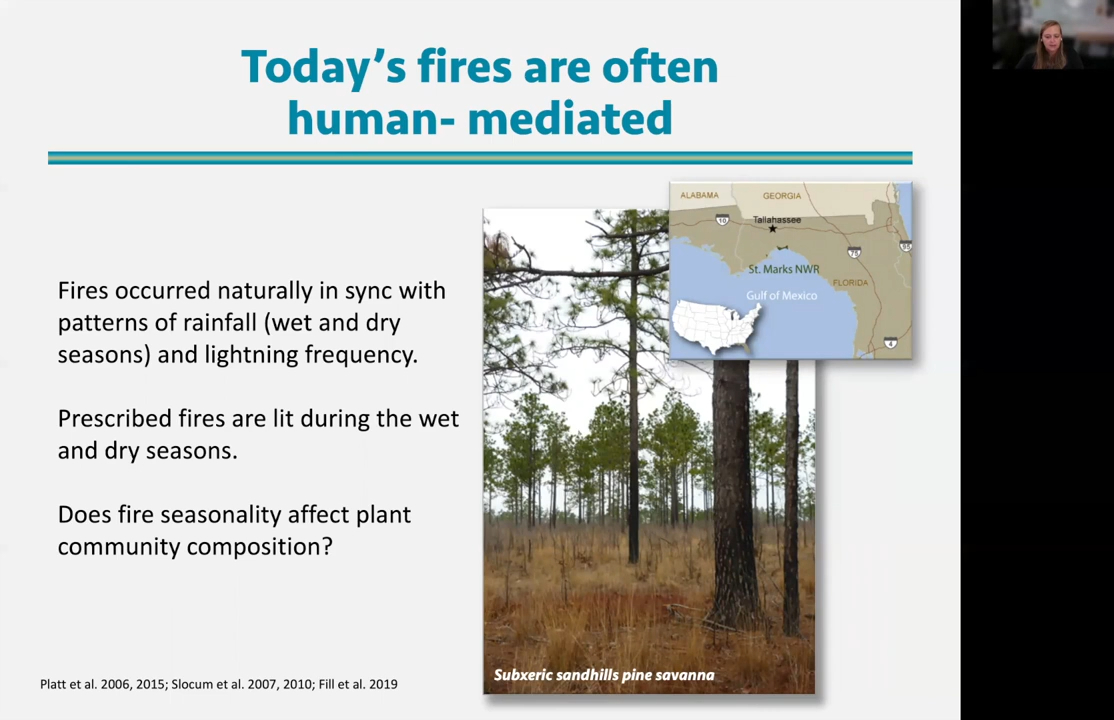 Today's fires are often
human- mediated
Fires occurred naturally in sync with
patterns of rainfall (wet and dry
seasons) and lightning frequency.
Prescribed fires are lit during the wet
and dry seasons.
Does fire seasonality affect plant
community composition?
Platt et al. 2006, 2015; Slocum et al. 2007, 2010; Fill et al. 2019
ALABAMA
GEORGIA
10
Tallahassee
75
95
St. Marks NWR
FLORIDA
Gulf of Mexico
4
Subxeric sandhills pine savanna